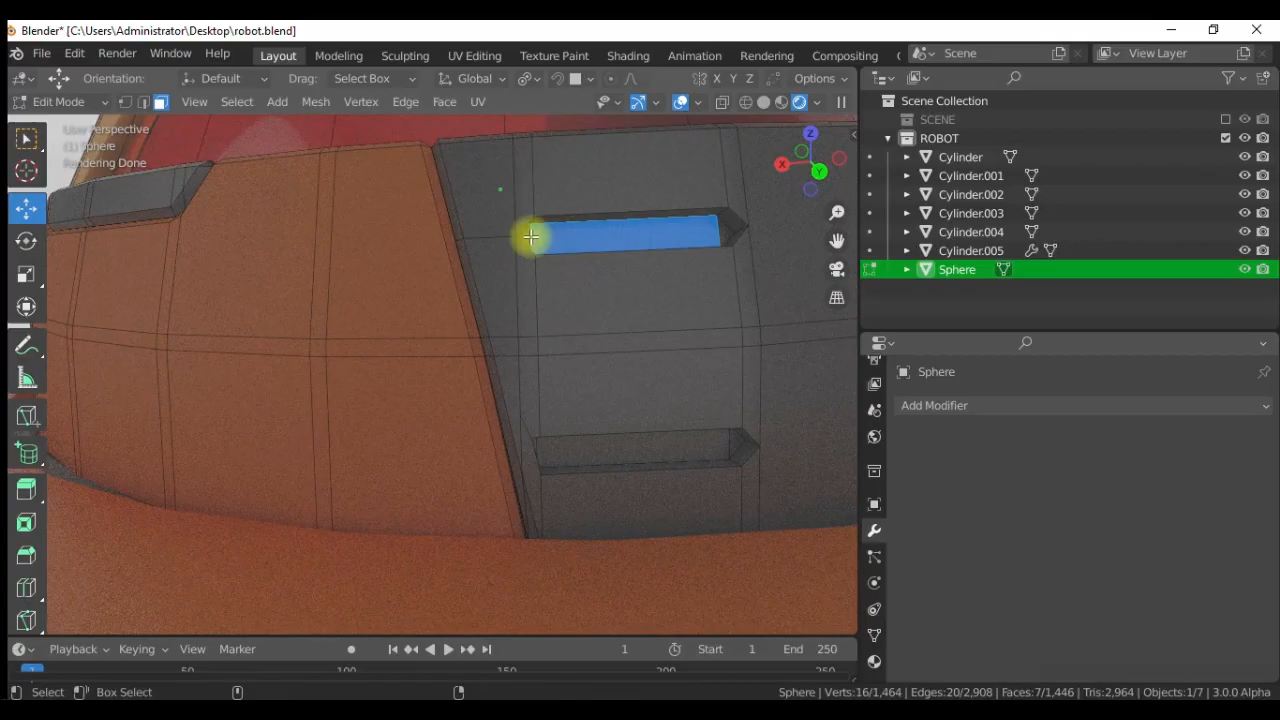 Blender* [C:\Users\Administrator\Desktop\robot.blend]
File Edit Render Window Help Layout Modeling Sculpting UV Editing Texture Paint Shading Animation Rendering Compositing Scene View Layer
Orientation: Default Drag: Select Box Global X Y Z Options
Edit Mode View Select Add Mesh Vertex Edge Face UV
User Perspective
(1) Sphere
Rendering Done
Z
X
Y
Scene Collection
SCENE
ROBOT
Cylinder
Cylinder.001
Cylinder.002
Cylinder.003
Cylinder.004
Cylinder.005
Sphere
Sphere
Add Modifier
Playback Keying View Marker 1 Start 1 End 250
1 50 100 150 200 250
Select Box Select Sphere | Verts:16/1,464 | Edges:20/2,908 | Faces:7/1,446 | Tris:2,964 | Objects:1/7 | 3.0.0 Alpha